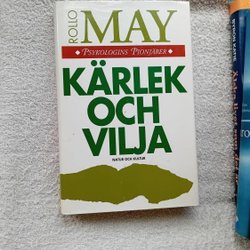 ROLLO
MAY
PSYKOLOGINS PIONJÄRER
KÄRLEK
OCH
VILJA
NATUR OCH KULTUR